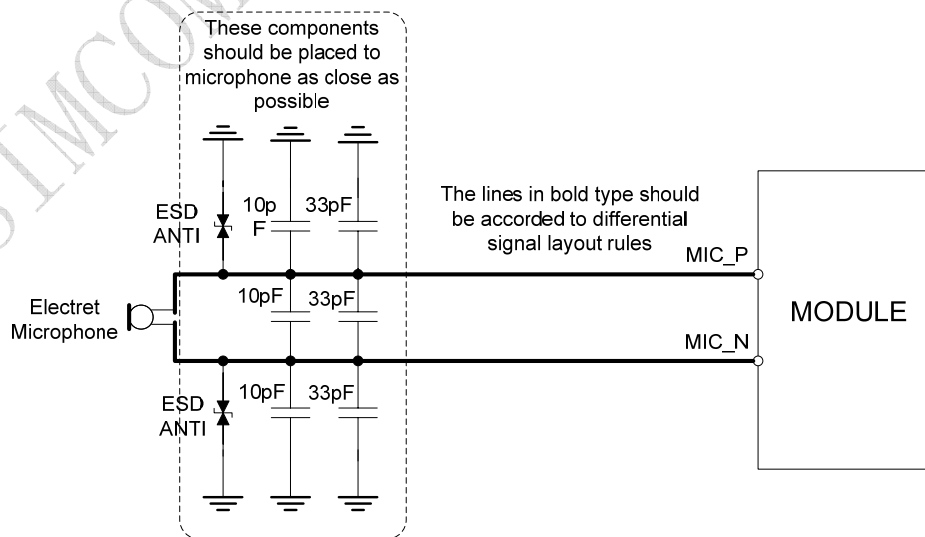 These components
should be placed to
microphone as close as
possible
SIMCOM
ESD
ANTI
10p
F
33pF
The lines in bold type should
be accorded to differential
signal layout rules
MIC_P
Electret
Microphone
10pF
33pF
MODULE
MIC_N
ESD
ANTI
10pF
33pF